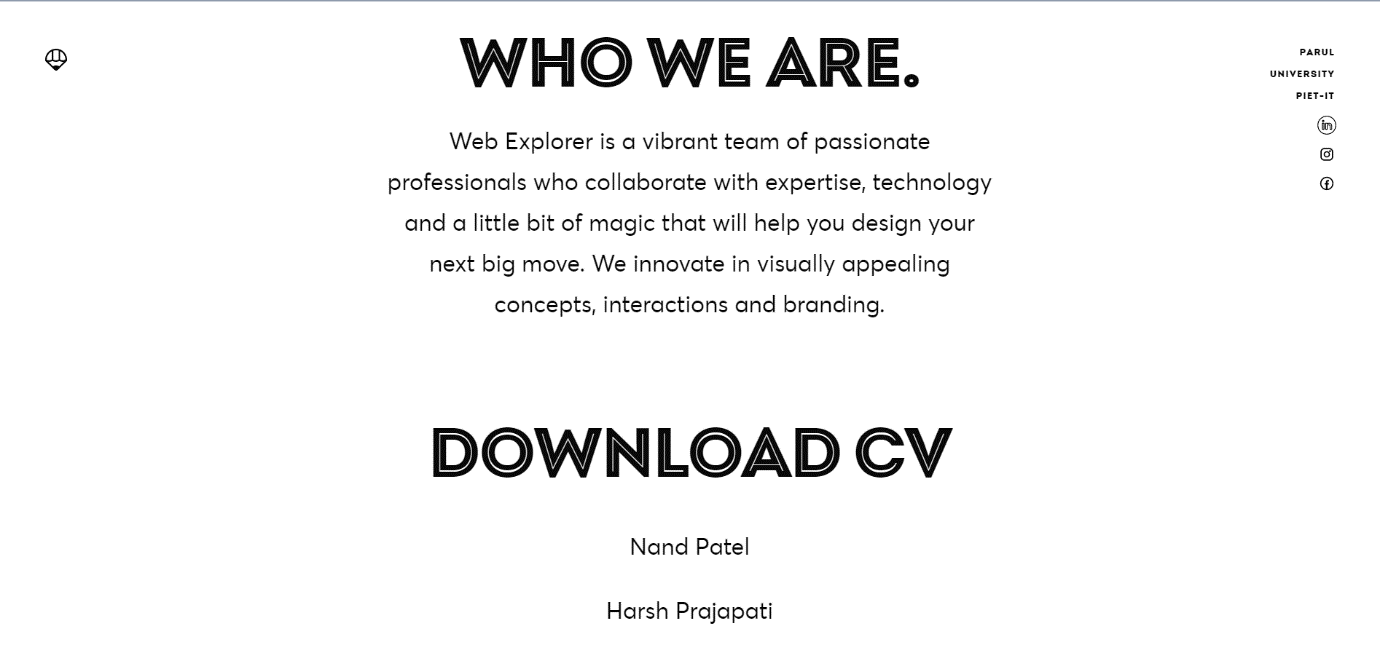 WHO WE ARE.
PARUL
UNIVERSITY
PIET-IT
Web Explorer is a vibrant team of passionate
professionals who collaborate with expertise, technology
and a little bit of magic that will help you design your
next big move. We innovate in visually appealing
concepts, interactions and branding.
DOWNLOAD CV
Nand Patel
Harsh Prajapati